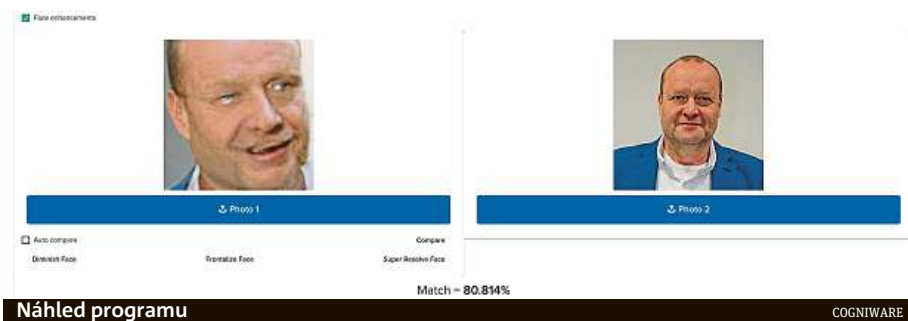 Face enhancements
Photo 1
Photo 2
Auto compare
Compare
Diminish Face
Frontalize Face
Super Resolve Face
Match = 80.814%
Náhled programu
COGNIWARE